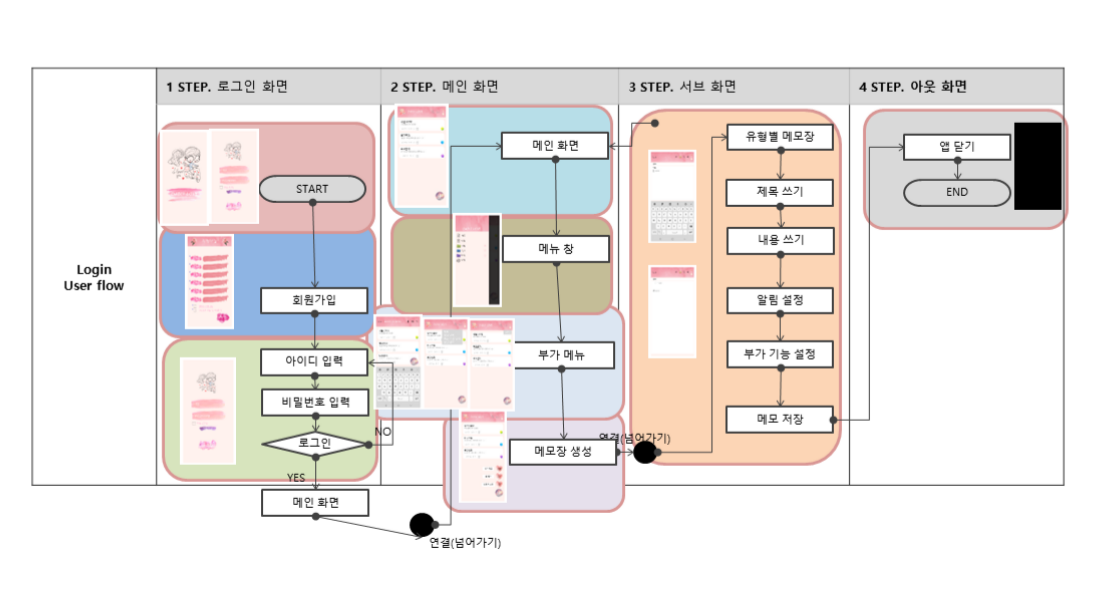 1 STEP. 로그인 화면
2 STEP. 메인 화면
3 STEP. 서브 화면
4 STEP. 아웃 화면
Login
User flow
START
회원가입
아이디 입력
비밀번호 입력
로그인
NO
YES
메인 화면
연결(넘어가기)
메인 화면
메뉴 창
부가 메뉴
메모장 생성
연결(넘어가기)
유형별 메모장
제목 쓰기
내용 쓰기
알림 설정
부가 기능 설정
메모 저장
앱 닫기
END